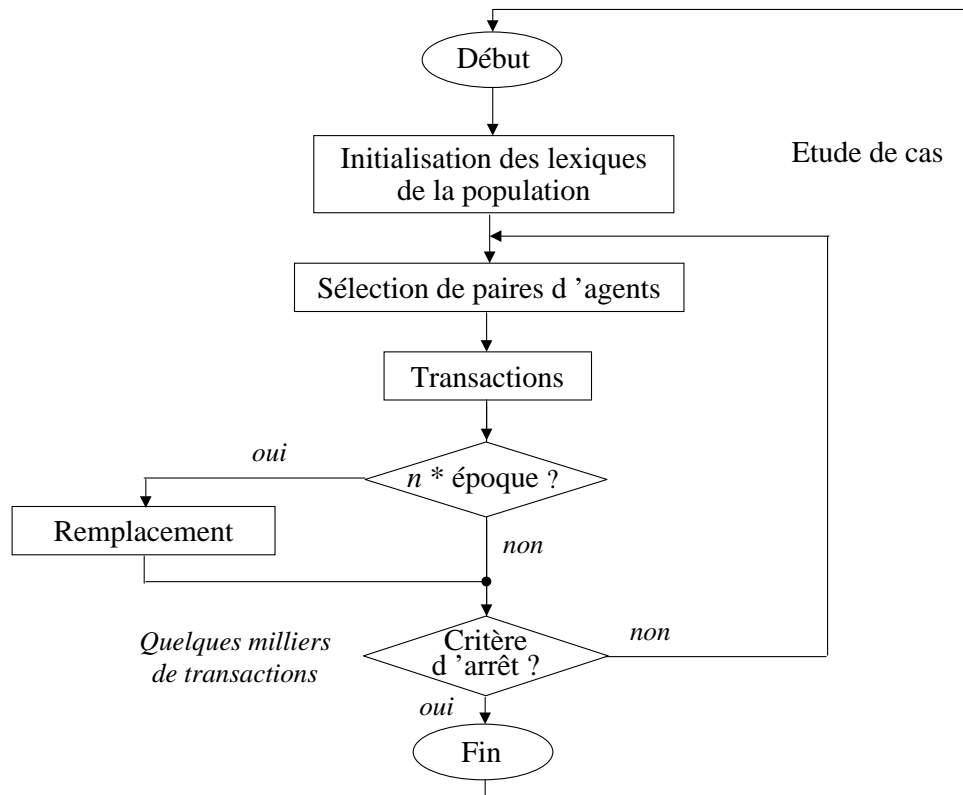 Début
Initialisation des lexiques
de la population
Etude de cas
Sélection de paires d ’agents
Transactions
oui
n * époque ?
Remplacement
non
Quelques milliers
de transactions
Critère
d ’arrêt ?
non
oui
Fin